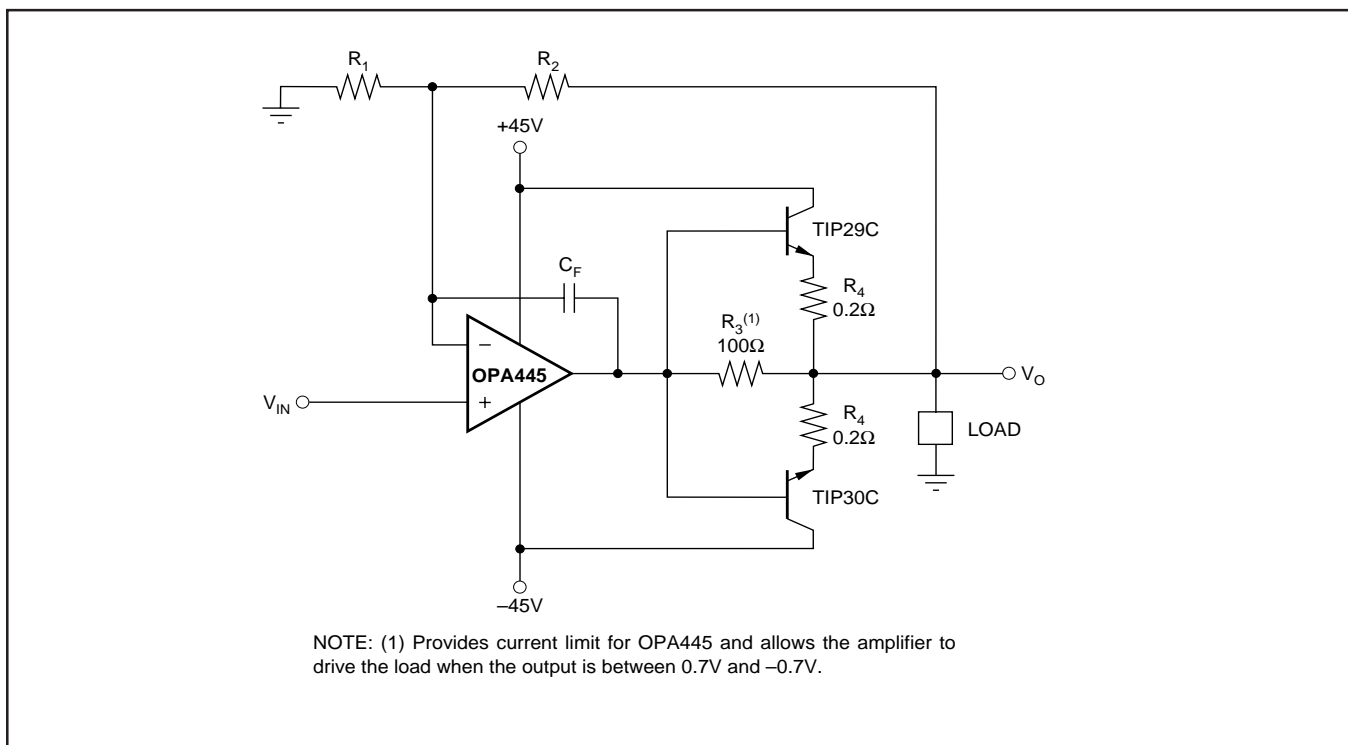 R1
R2
+45V
TIP29C
CF
R4
0.2Ω
R3(1)
100Ω
OPA445
–
+
VIN
VO
R4
0.2Ω
LOAD
TIP30C
–45V
NOTE: (1) Provides current limit for OPA445 and allows the amplifier to
drive the load when the output is between 0.7V and –0.7V.